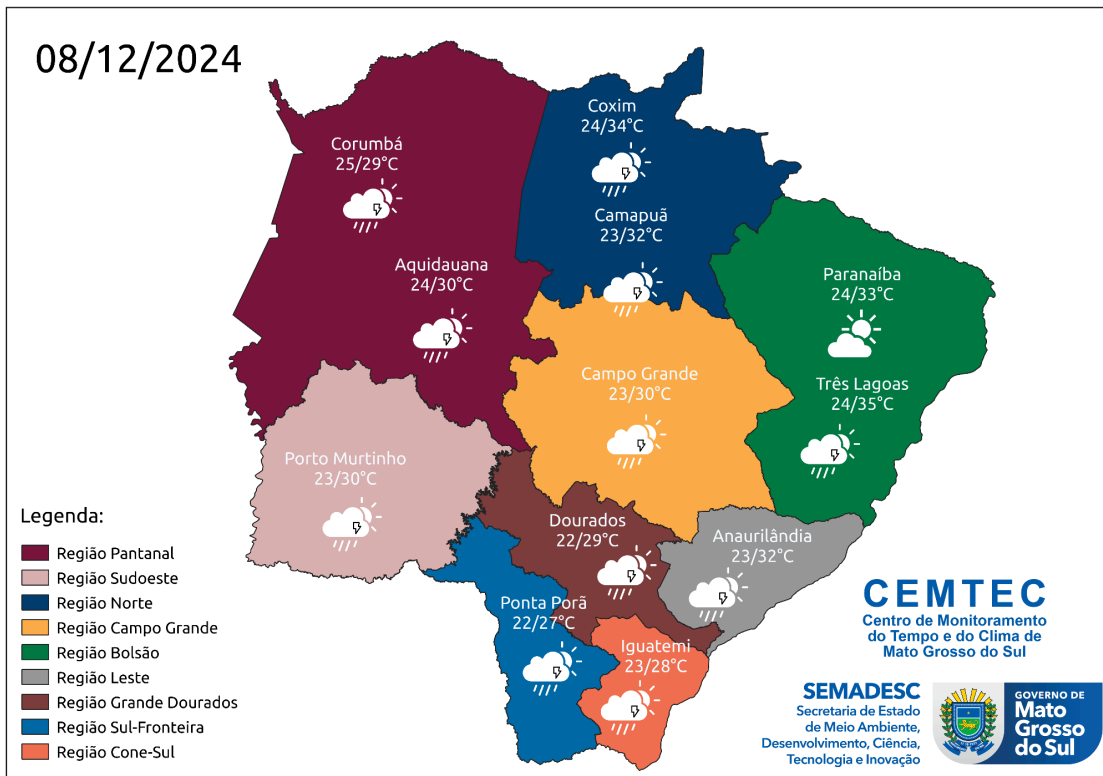 08/12/2024
Coxim
24/34°C
Corumbá
25/29°C
Camapuã
23/32°C
Aquidauana
24/30°C
Paranaíba
24/33°C
Campo Grande
23/30°C
Três Lagoas
24/35°C
Porto Murtinho
23/30°C
Dourados
22/29°C
Anaurilândia
23/32°C
Ponta Porã
22/27°C
Iguatemi
23/28°C
Legenda:
Região Pantanal
Região Sudoeste
Região Norte
Região Campo Grande
Região Bolsão
Região Leste
Região Grande Dourados
Região Sul-Fronteira
Região Cone-Sul
CEMTEC
Centro de Monitoramento
do Tempo e do Clima de
Mato Grosso do Sul
SEMADESC
Secretaria de Estado
de Meio Ambiente,
Desenvolvimento, Ciência,
Tecnologia e Inovação
GOVERNO DE
Mato
Grosso
do Sul